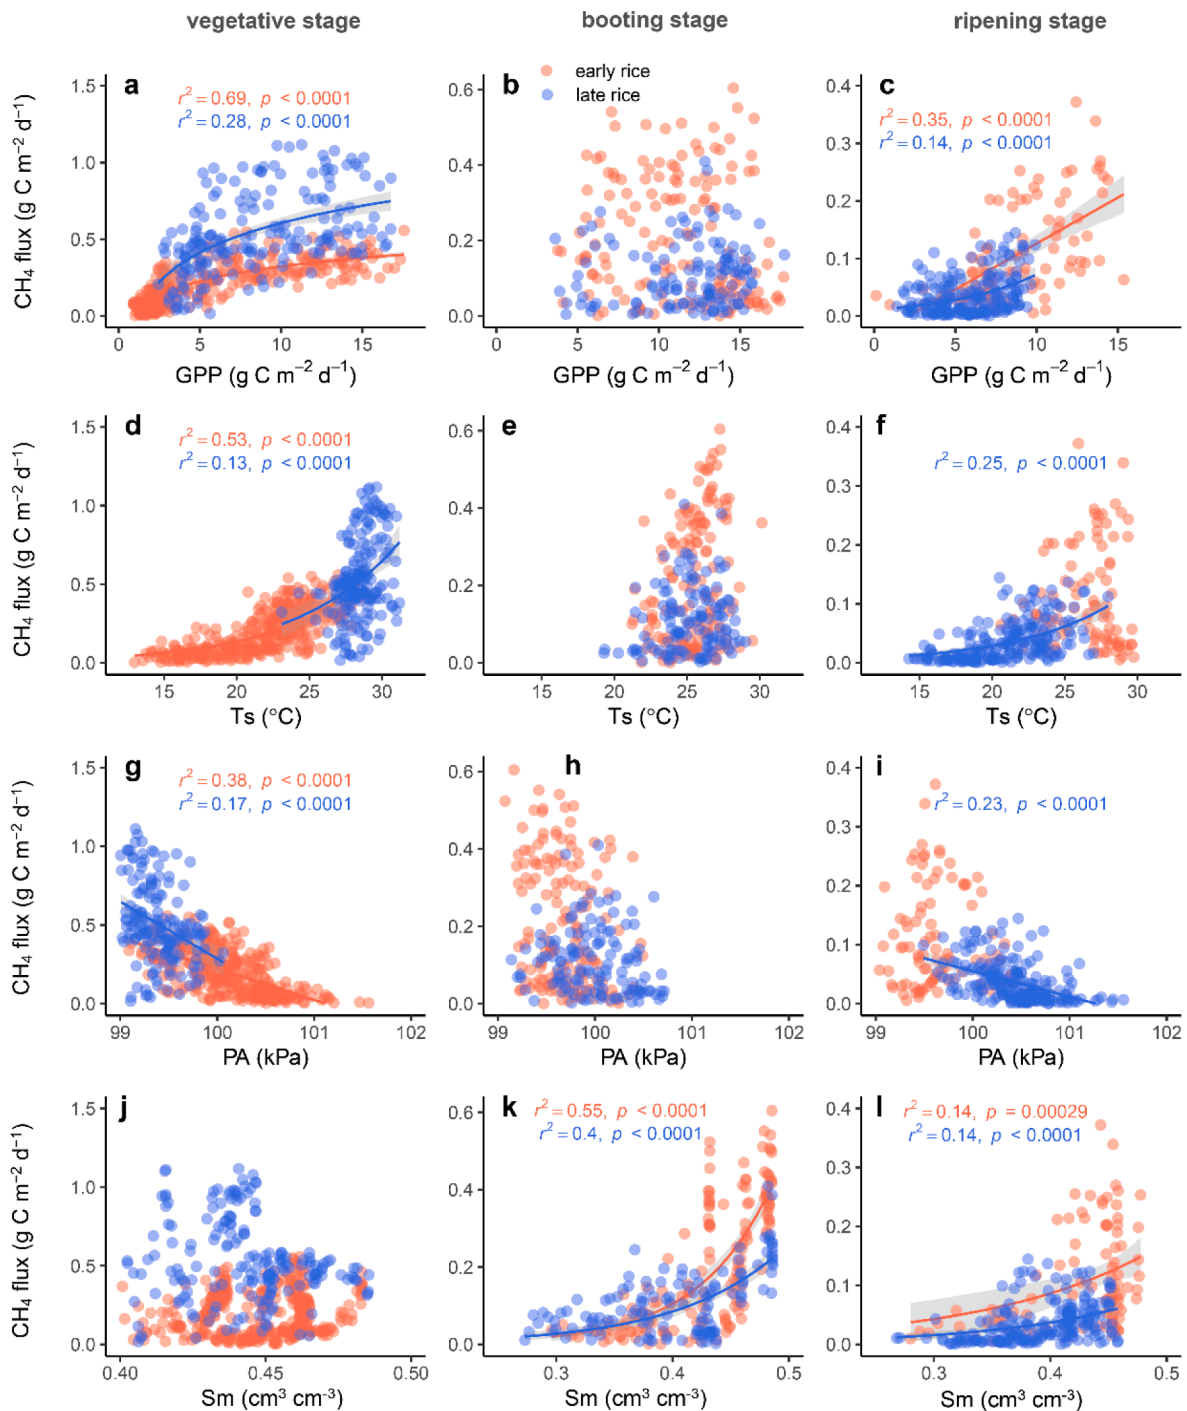 vegetative stage booting stage ripening stage
a
r² = 0.69, p < 0.0001
r² = 0.28, p < 0.0001
1.5
1.0
0.5
0.0
0 5 10 15
GPP (g C m⁻² d⁻¹)
CH₄ flux (g C m⁻² d⁻¹)
b
early rice
late rice
0.6
0.4
0.2
0.0
0 5 10 15
GPP (g C m⁻² d⁻¹)
c
r² = 0.35, p < 0.0001
r² = 0.14, p < 0.0001
0.4
0.3
0.2
0.1
0.0
0 5 10 15
GPP (g C m⁻² d⁻¹)
d
r² = 0.53, p < 0.0001
r² = 0.13, p < 0.0001
1.5
1.0
0.5
0.0
15 20 25 30
Ts (°C)
CH₄ flux (g C m⁻² d⁻¹)
e
0.6
0.4
0.2
0.0
15 20 25 30
Ts (°C)
f
r² = 0.25, p < 0.0001
0.4
0.3
0.2
0.1
0.0
15 20 25 30
Ts (°C)
g
r² = 0.38, p < 0.0001
r² = 0.17, p < 0.0001
1.5
1.0
0.5
0.0
99 100 101 102
PA (kPa)
CH₄ flux (g C m⁻² d⁻¹)
h
0.6
0.4
0.2
0.0
99 100 101 102
PA (kPa)
i
r² = 0.23, p < 0.0001
0.4
0.3
0.2
0.1
0.0
99 100 101 102
PA (kPa)
j
1.5
1.0
0.5
0.0
0.40 0.45 0.50
Sm (cm³ cm⁻³)
CH₄ flux (g C m⁻² d⁻¹)
k
r² = 0.55, p < 0.0001
r² = 0.4, p < 0.0001
0.6
0.4
0.2
0.0
0.3 0.4 0.5
Sm (cm³ cm⁻³)
l
r² = 0.14, p = 0.00029
r² = 0.14, p < 0.0001
0.4
0.3
0.2
0.1
0.0
0.3 0.4 0.5
Sm (cm³ cm⁻³)